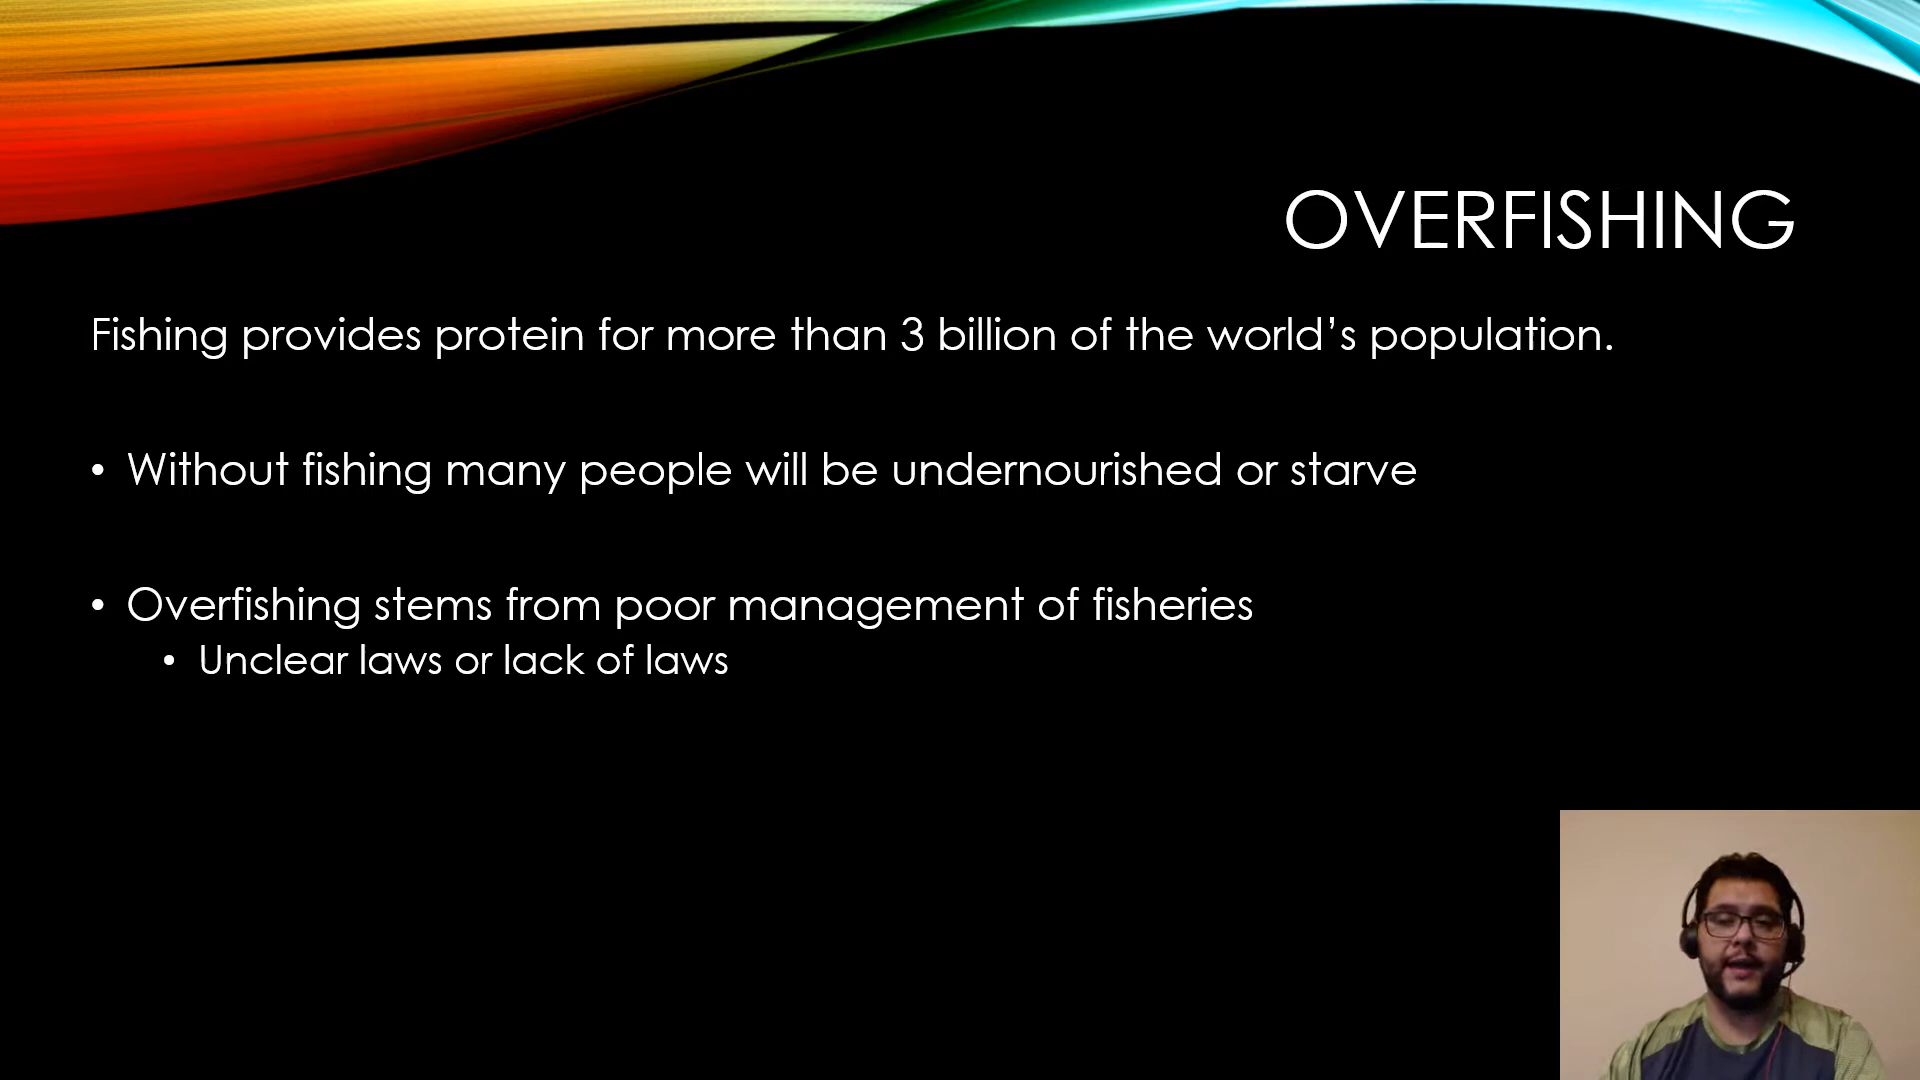 OVERFISHING
Fishing provides protein for more than 3 billion of the world’s population.
• Without fishing many people will be undernourished or starve
• Overfishing stems from poor management of fisheries
• Unclear laws or lack of laws